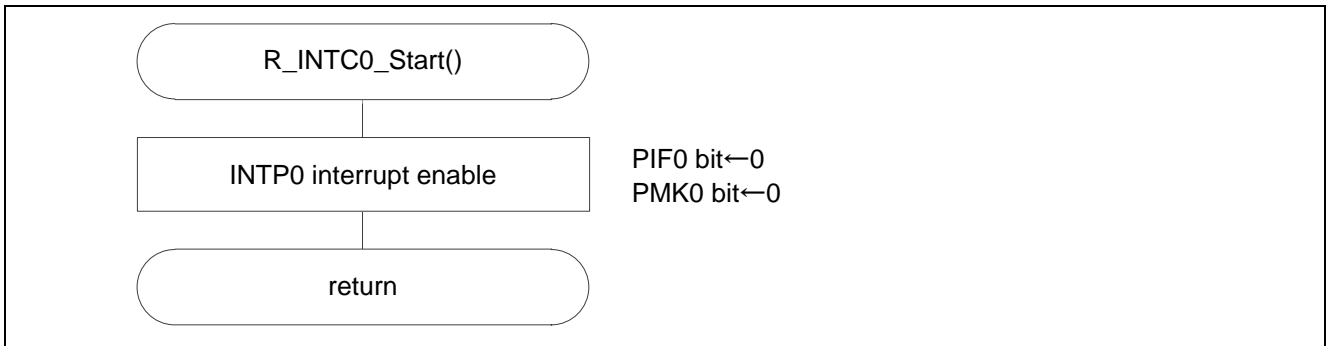 R_INTC0_Start()
INTP0 interrupt enable
PIF0 bit←0
PMK0 bit←0
return